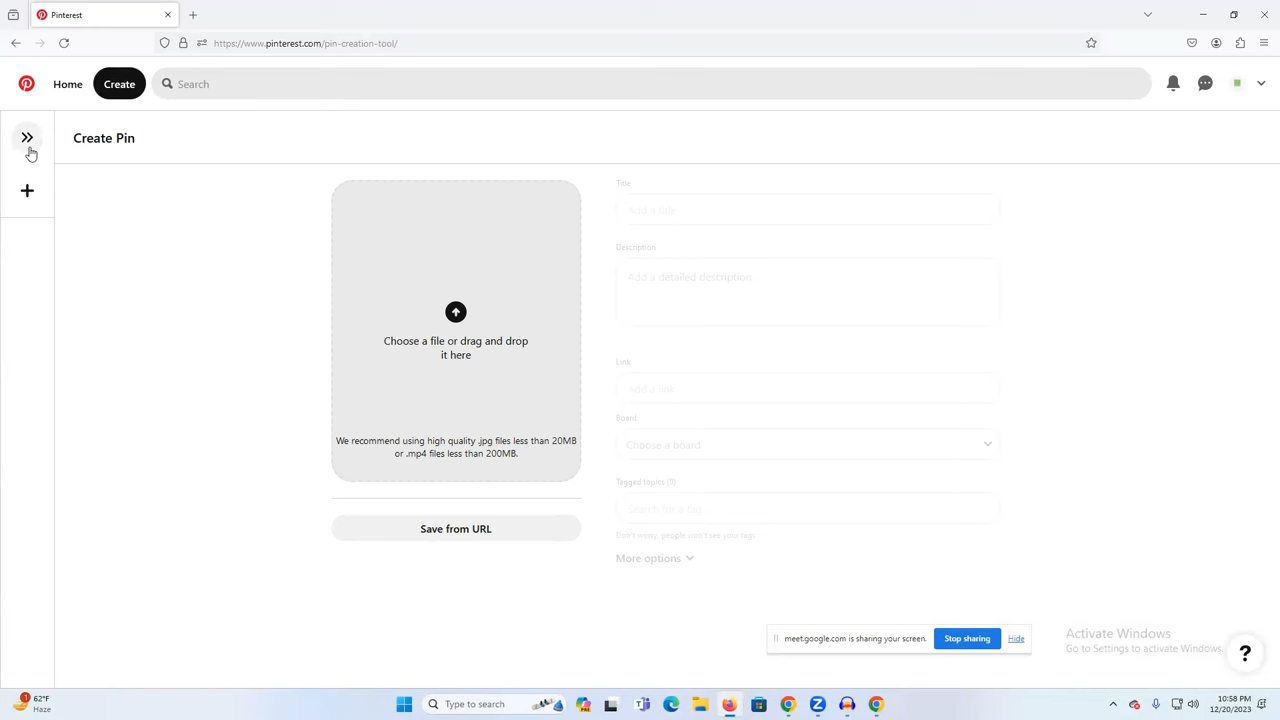 Pinterest
https://www.pinterest.com/pin-creation-tool/
Home
Create
Search
Create Pin
Title
Add a title
Choose a file or drag and drop
it here
We recommend using high quality .jpg files less than 20MB
or .mp4 files less than 200MB.
Save from URL
Description
Add a detailed description
Link
Add a link
Board
Choose a board
Tagged topics (0)
Search for a tag
Don't worry, people won't see your tags
More options
meet.google.com is sharing your screen.
Stop sharing
Hide
Activate Windows
Go to Settings to activate Windows.
?
1
62°F
Haze
Type to search
10:58 PM
12/20/2023